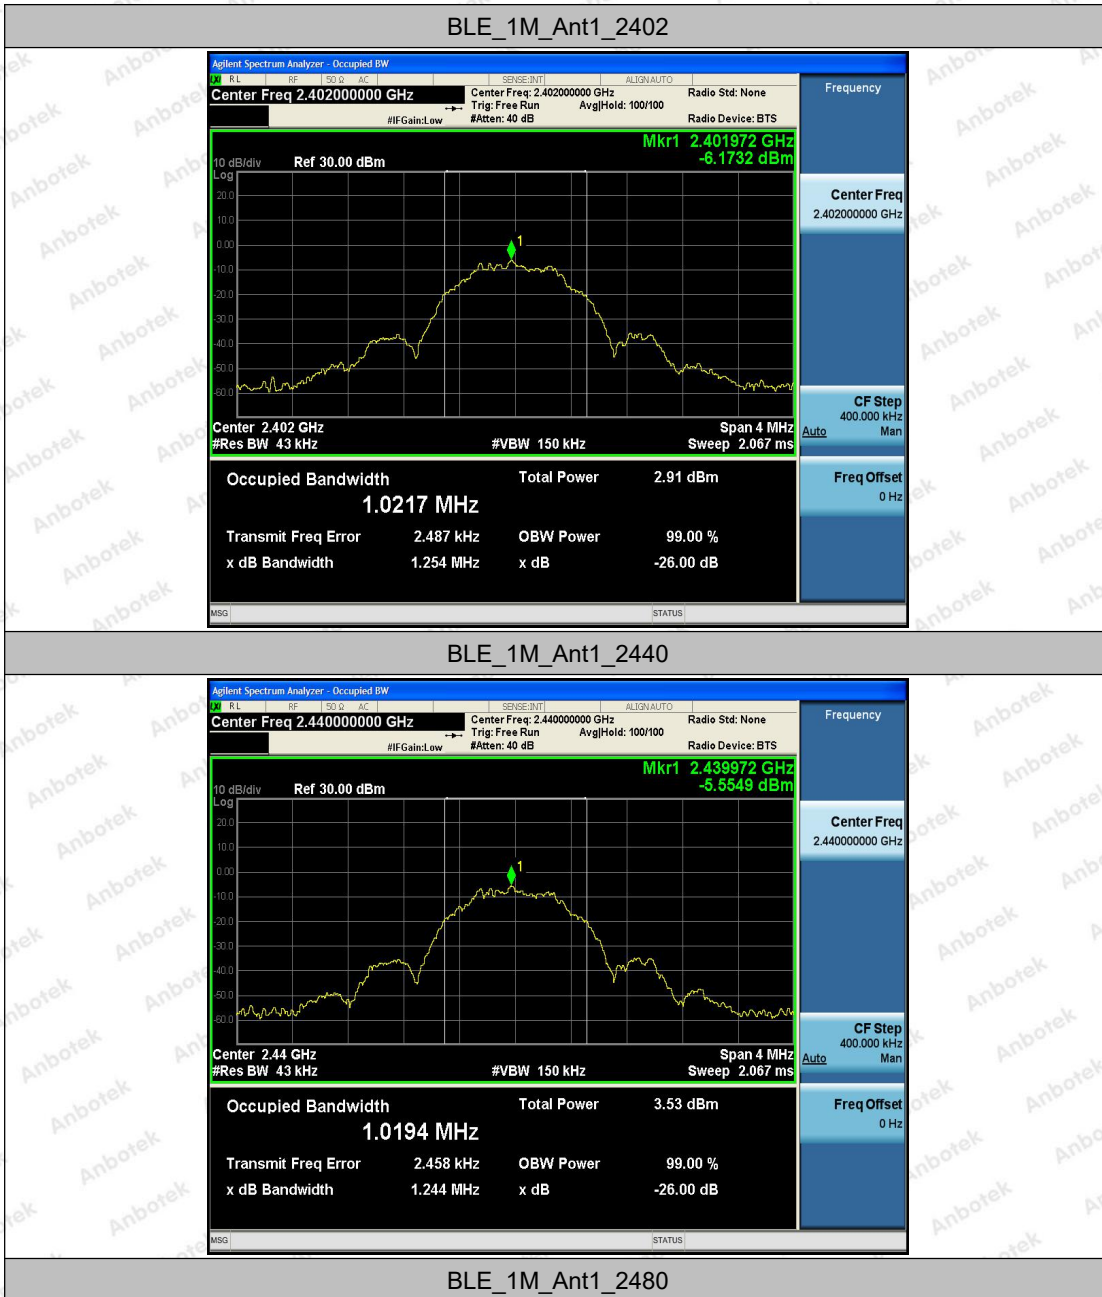 BLE_1M_Ant1_2402
Agilent Spectrum Analyzer - Occupied BW
LXI RL RF 50 Ω AC SENSE:INT ALIGNAUTO
Center Freq 2.402000000 GHz
Center Freq: 2.402000000 GHz Radio Std: None
Trig: Free Run Avg|Hold: 100/100
#IFGain:Low #Atten: 40 dB Radio Device: BTS
Frequency
Mkr1 2.401972 GHz
-6.1732 dBm
10 dB/div Ref 30.00 dBm
Log
20.0
10.0
0.00
-10.0
-20.0
-30.0
-40.0
-50.0
-60.0
1
Center 2.402 GHz Span 4 MHz
#Res BW 43 kHz #VBW 150 kHz Sweep 2.067 ms
Center Freq
2.402000000 GHz
CF Step
400.000 kHz
Auto Man
Freq Offset
0 Hz
Occupied Bandwidth Total Power 2.91 dBm
1.0217 MHz
Transmit Freq Error 2.487 kHz OBW Power 99.00 %
x dB Bandwidth 1.254 MHz x dB -26.00 dB
MSG STATUS
BLE_1M_Ant1_2440
Agilent Spectrum Analyzer - Occupied BW
LXI RL RF 50 Ω AC SENSE:INT ALIGNAUTO
Center Freq 2.440000000 GHz
Center Freq: 2.440000000 GHz Radio Std: None
Trig: Free Run Avg|Hold: 100/100
#IFGain:Low #Atten: 40 dB Radio Device: BTS
Frequency
Mkr1 2.439972 GHz
-5.5549 dBm
10 dB/div Ref 30.00 dBm
Log
20.0
10.0
0.00
-10.0
-20.0
-30.0
-40.0
-50.0
-60.0
1
Center 2.44 GHz Span 4 MHz
#Res BW 43 kHz #VBW 150 kHz Sweep 2.067 ms
Center Freq
2.440000000 GHz
CF Step
400.000 kHz
Auto Man
Freq Offset
0 Hz
Occupied Bandwidth Total Power 3.53 dBm
1.0194 MHz
Transmit Freq Error 2.458 kHz OBW Power 99.00 %
x dB Bandwidth 1.244 MHz x dB -26.00 dB
MSG STATUS
BLE_1M_Ant1_2480
Anbotek